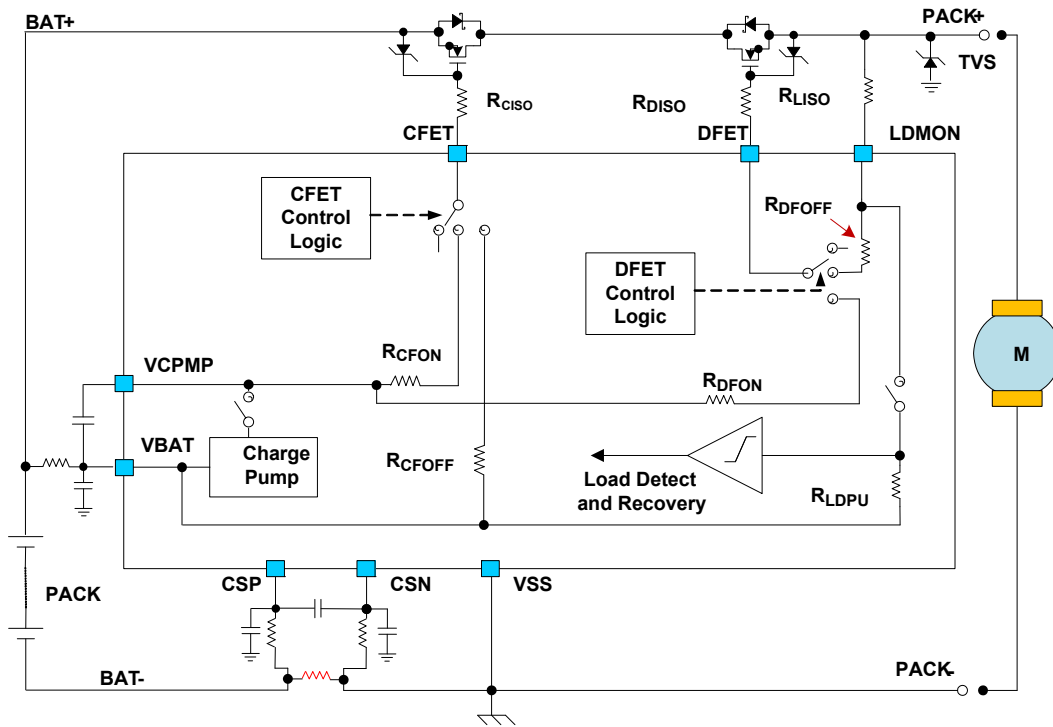 BAT+
PACK+
TVS
RCISO
RDISO
RLISO
CFET
DFET
LDMON
CFET
Control
Logic
RDFOFF
DFET
Control
Logic
M
RCFON
VCPMP
RDFON
VBAT
Charge
Pump
RCFOFF
Load Detect
and Recovery
RLDPU
CSP
CSN
VSS
PACK
BAT-
PACK-